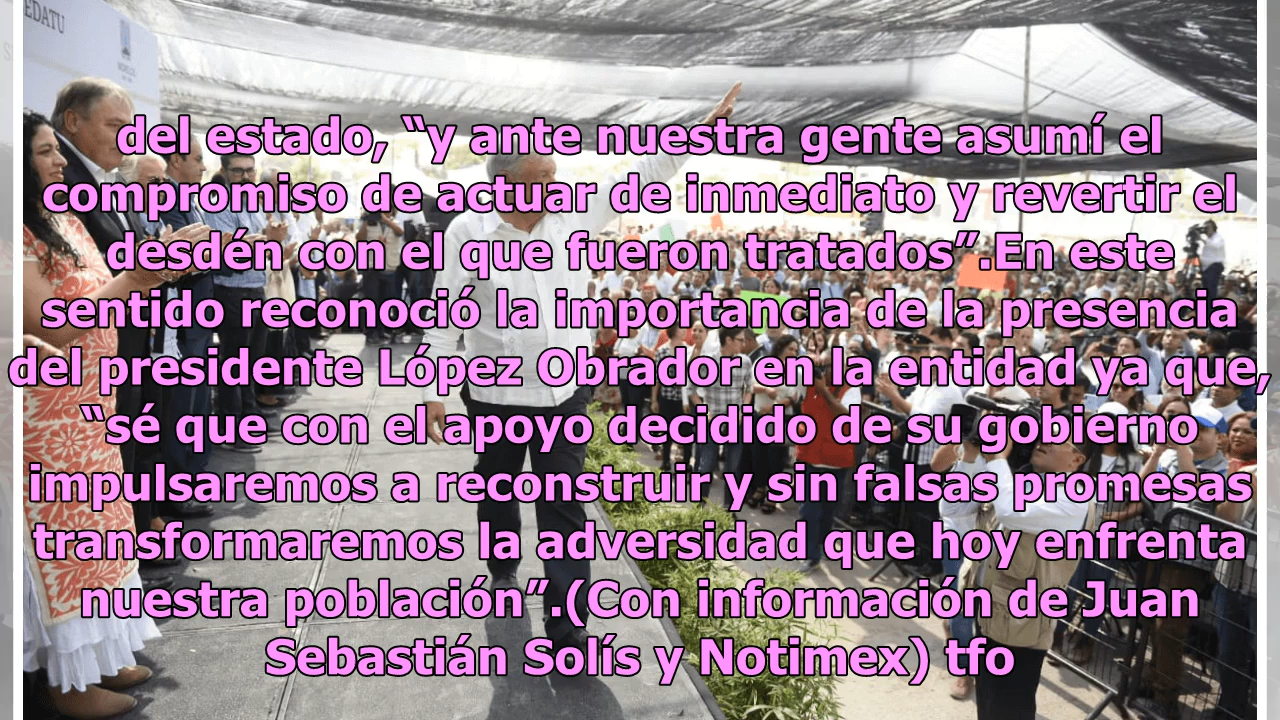 EDATU
del estado, “y ante nuestra gente asumí el
compromiso de actuar de inmediato y revertir el
desdén con el que fueron tratados”.En este
sentido reconoció la importancia de la presencia
del presidente López Obrador en la entidad ya que,
“sé que con el apoyo decidido de su gobierno
impulsaremos a reconstruir y sin falsas promesas
transformaremos la adversidad que hoy enfrenta
nuestra población”.(Con información de Juan
Sebastián Solís y Notimex) tfo